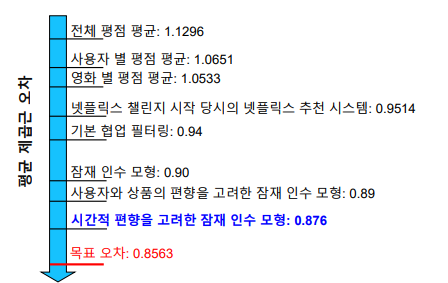 평균 제곱근 오차
전체 평점 평균: 1.1296
사용자 별 평점 평균: 1.0651
영화 별 평점 평균: 1.0533
넷플릭스 챌린지 시작 당시의 넷플릭스 추천 시스템: 0.9514
기본 협업 필터링: 0.94
잠재 인수 모형: 0.90
사용자와 상품의 편향을 고려한 잠재 인수 모형: 0.89
시간적 편향을 고려한 잠재 인수 모형: 0.876
목표 오차: 0.8563